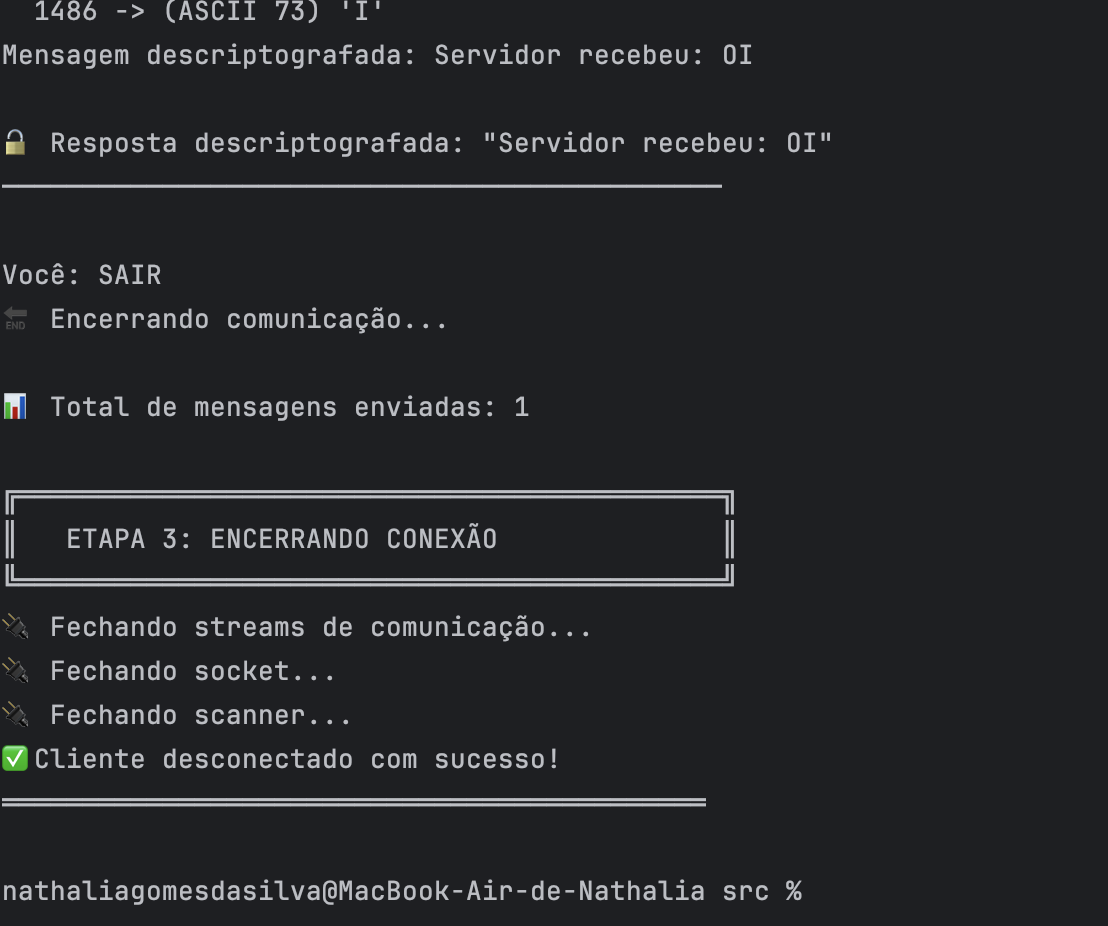 1486 -> (ASCII 73) 'I'
Mensagem descriptografada: Servidor recebeu: OI
🔓 Resposta descriptografada: "Servidor recebeu: OI"
Você: SAIR
🔚 Encerrando comunicação...
📊 Total de mensagens enviadas: 1
ETAPA 3: ENCERRANDO CONEXÃO
🔌 Fechando streams de comunicação...
🔌 Fechando socket...
🔌 Fechando scanner...
✅ Cliente desconectado com sucesso!
nathaliagomesdasilva@MacBook-Air-de-Nathalia src %